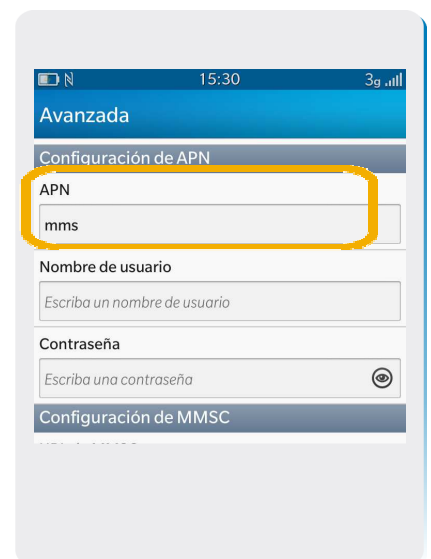 15:30
3g
Avanzada
Configuración de APN
APN
mms
Nombre de usuario
Escriba un nombre de usuario
Contraseña
Escriba una contraseña
Configuración de MMSC